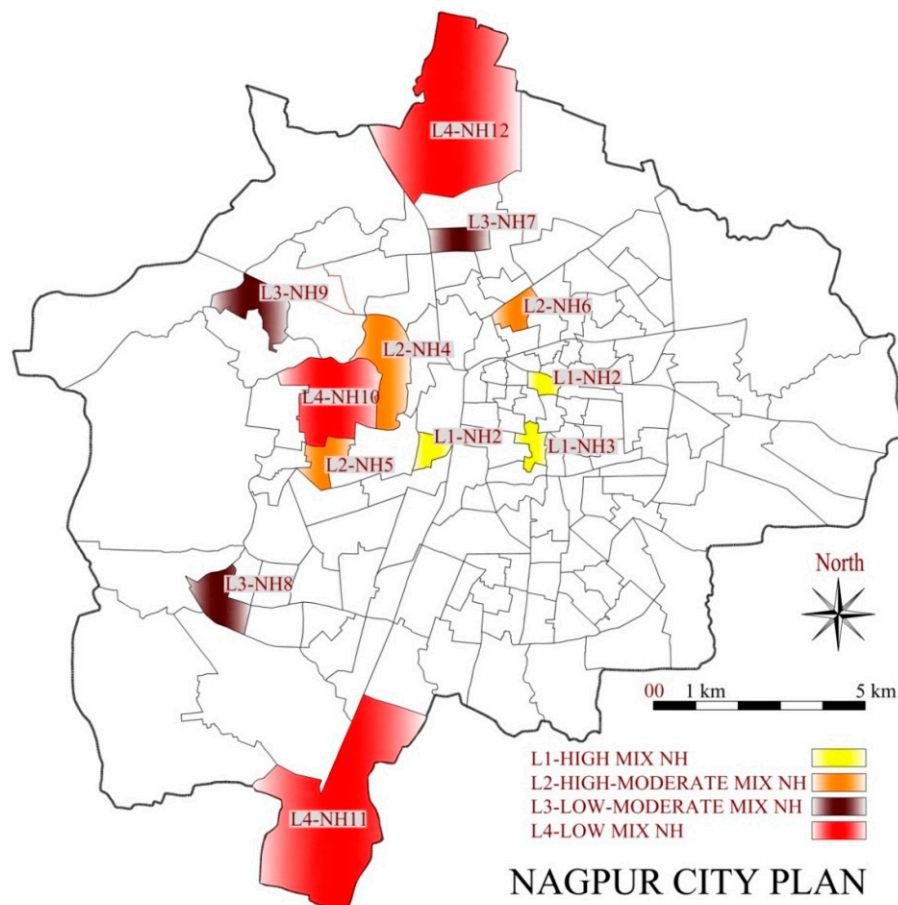 L4-NH12
L3-NH7
L3-NH9
L2-NH6
L2-NH4
L1-NH2
L4-NH10
L1-NH2
L1-NH3
L2-NH5
North
L3-NH8
00 1 km 5 km
L1-HIGH MIX NH
L2-HIGH-MODERATE MIX NH
L3-LOW-MODERATE MIX NH
L4-LOW MIX NH
L4-NH11
NAGPUR CITY PLAN